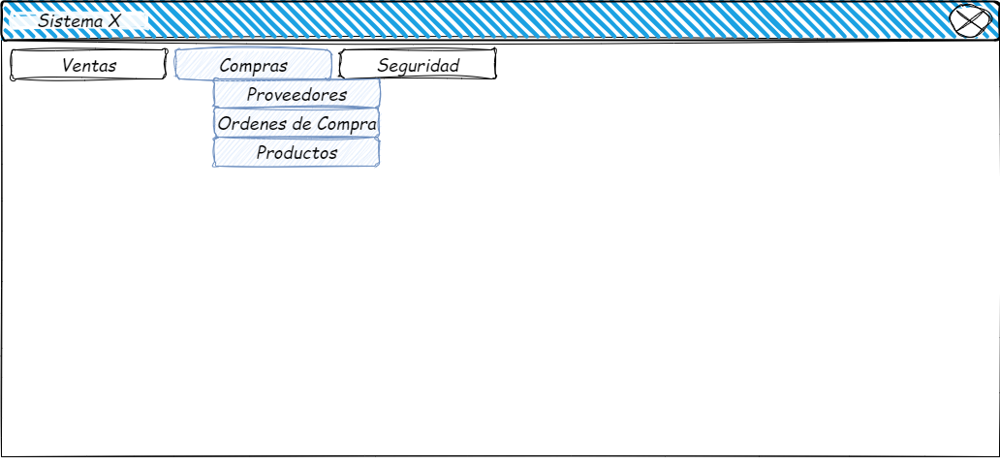 Sistema X
Ventas Compras Seguridad
Proveedores
Ordenes de Compra
Productos